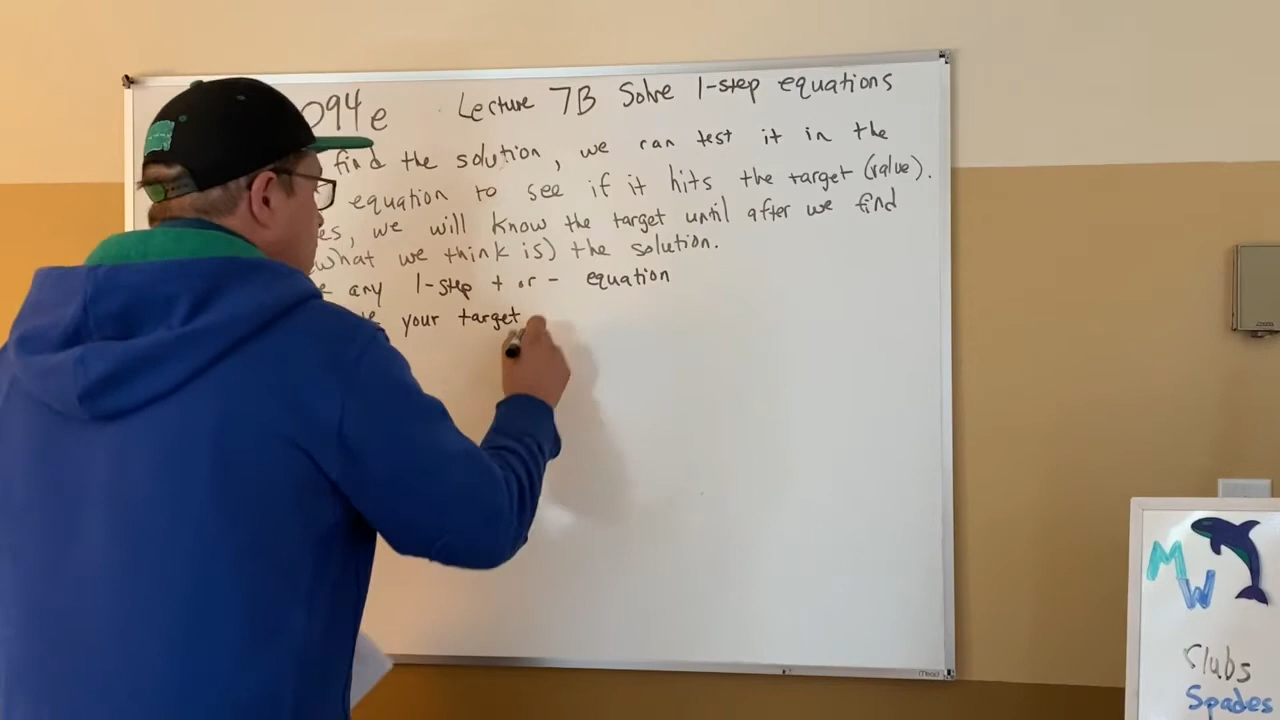 094e Lecture 7B Solve 1-step equations
find the solution, we can test it in the
equation to see if it hits the target (value).
we will know the target until after we find
what we think is) the solution.
any 1-step + or - equation
your target
mead
M
W
Clubs
Spades